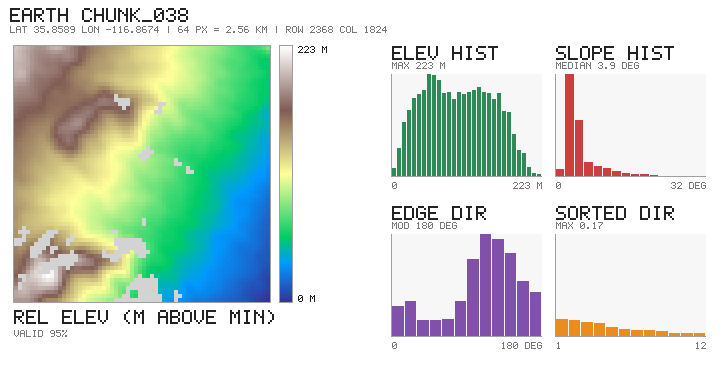 EARTH CHUNK_038
LAT 35.8589 LON -116.8674 | 64 PX = 2.56 KM | ROW 2368 COL 1824
223 M
0 M
REL ELEV (M ABOVE MIN)
VALID 95%
ELEV HIST
MAX 223 M
0 223 M
SLOPE HIST
MEDIAN 3.9 DEG
0 32 DEG
EDGE DIR
MOD 180 DEG
0 180 DEG
SORTED DIR
MAX 0.17
1 12